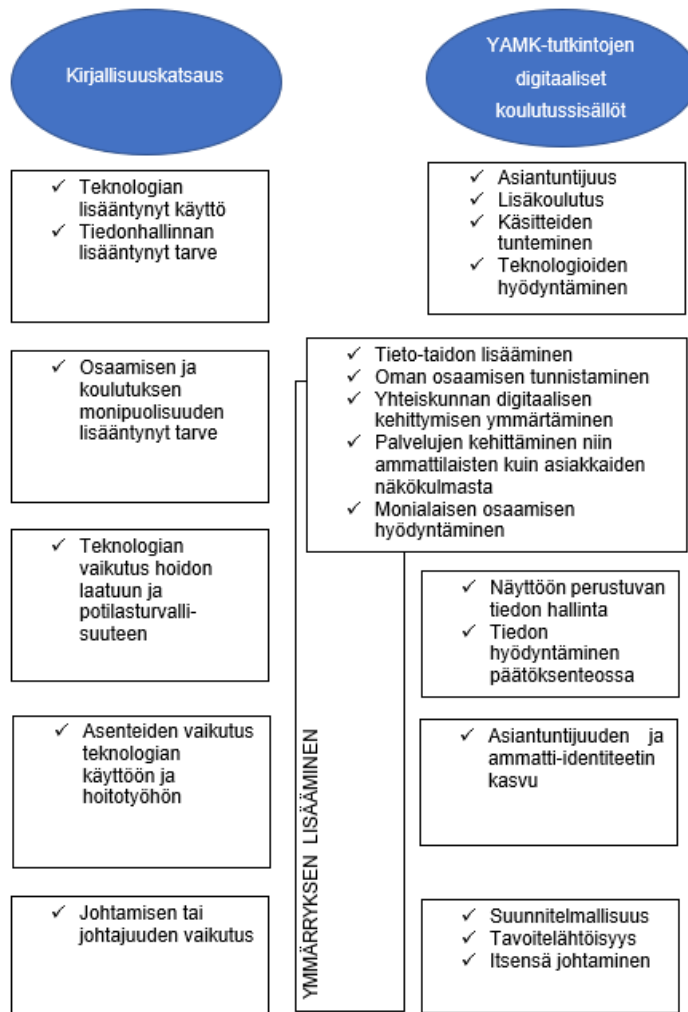 Kirjallisuuskatsaus
YAMK-tutkintojen
digitaaliset
koulutussisällöt
✓ Teknologian
lisääntynyt käyttö
✓ Tiedonhallinnan
lisääntynyt tarve
✓ Asiantuntijuus
✓ Lisäkoulutus
✓ Käsitteiden
tunteminen
✓ Teknologioiden
hyödyntäminen
✓ Osaamisen ja
koulutuksen
monipuolisuuden
lisääntynyt tarve
✓ Tieto-taidon lisääminen
✓ Oman osaamisen tunnistaminen
✓ Yhteiskunnan digitaalisen
kehittymisen ymmärtäminen
✓ Palvelujen kehittäminen niin
ammattilaisten kuin asiakkaiden
näkökulmasta
✓ Monialaisen osaamisen
hyödyntäminen
✓ Teknologian
vaikutus hoidon
laatuun ja
potilasturvalli-
suuteen
✓ Näyttöön perustuvan
tiedon hallinta
✓ Tiedon
hyödyntäminen
päätöksenteossa
✓ Asenteiden vaikutus
teknologian
käyttöön ja
hoitotyöhön
YMMÄRRYKSEN LISÄÄMINEN
✓ Asiantuntijuuden ja
ammatti-identiteetin
kasvu
✓ Johtamisen tai
johtajuuden vaikutus
✓ Suunnitelmallisuus
✓ Tavoitelähtöisyys
✓ Itsensä johtaminen